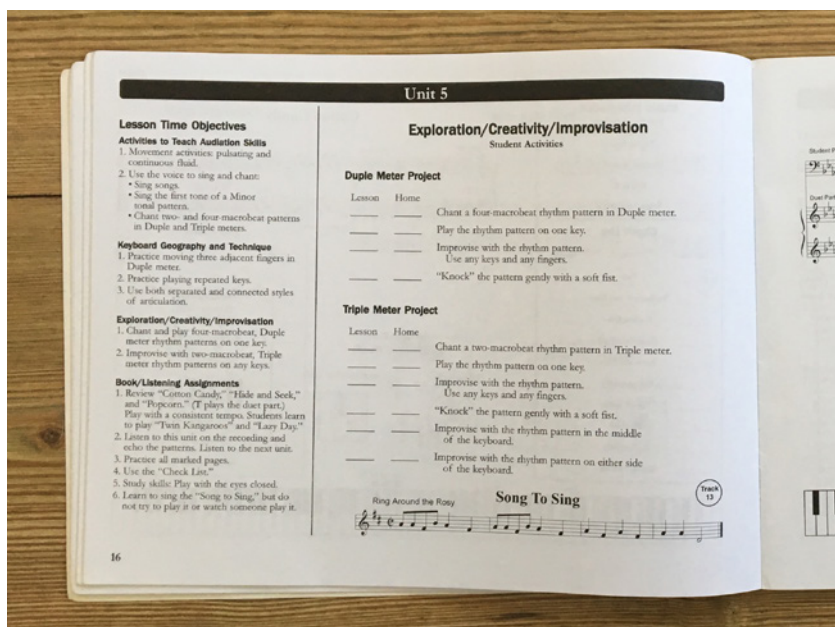 Unit 5
Lesson Time Objectives
Activities to Teach Audiation Skills
1. Movement activities: pulsating and
continuous fluid.
2. Use the voice to sing and chant:
• Sing songs.
• Sing the first tone of a Minor
tonal pattern.
• Chant two- and four-macrobeat patterns
in Duple and Triple meters.
Keyboard Geography and Technique
1. Practice moving three adjacent fingers in
Duple meter.
2. Practice playing repeated keys.
3. Use both separated and connected styles
of articulation.
Exploration/Creativity/Improvisation
1. Chant and play four-macrobeat, Duple
meter rhythm patterns on one key.
2. Improvise with two-macrobeat, Triple
meter rhythm patterns on any keys.
Book/Listening Assignments
1. Review “Cotton Candy,” “Hide and Seek,”
and “Popcorn.” (T plays the duet part.)
Play with a consistent tempo. Students learn
to play “Twin Kangaroos” and “Lazy Day.”
2. Listen to this unit on the recording and
echo the patterns. Listen to the next unit.
3. Practice all marked pages.
4. Use the “Check List.”
5. Study skills: Play with the eyes closed.
6. Learn to sing the “Song to Sing,” but do
not try to play it or watch someone play it.
16
Exploration/Creativity/Improvisation
Student Activities
Duple Meter Project
Lesson Home
Chant a four-macrobeat rhythm pattern in Duple meter.
Play the rhythm pattern on one key.
Improvise with the rhythm pattern.
Use any keys and any fingers.
“Knock” the pattern gently with a soft fist.
Triple Meter Project
Lesson Home
Chant a two-macrobeat rhythm pattern in Triple meter.
Play the rhythm pattern on one key.
Improvise with the rhythm pattern.
Use any keys and any fingers.
“Knock” the pattern gently with a soft fist.
Improvise with the rhythm pattern in the middle
of the keyboard.
Improvise with the rhythm pattern on either side
of the keyboard.
Ring Around the Rosy
Song To Sing
Track
13
Student P
Duet Part